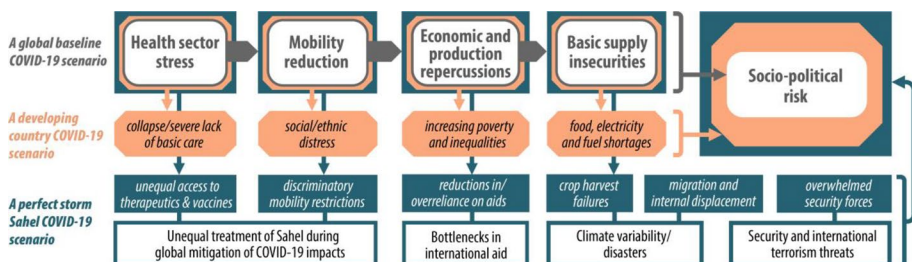 A global baseline
COVID-19 scenario
Health sector
stress
Mobility
reduction
Economic and
production
repercussions
Basic supply
insecurities
Socio-political
risk
A developing
country COVID-19
scenario
collapse/severe lack
of basic care
social/ethnic
distress
increasing poverty
and inequalities
food, electricity
and fuel shortages
A perfect storm
Sahel COVID-19
scenario
unequal access to
therapeutics & vaccines
discriminatory
mobility restrictions
reductions in/
overreliance on aids
crop harvest
failures
migration and
internal displacement
overwhelmed
security forces
Unequal treatment of Sahel during
global mitigation of COVID-19 impacts
Bottlenecks in
international aid
Climate variability/
disasters
Security and international
terrorism threats